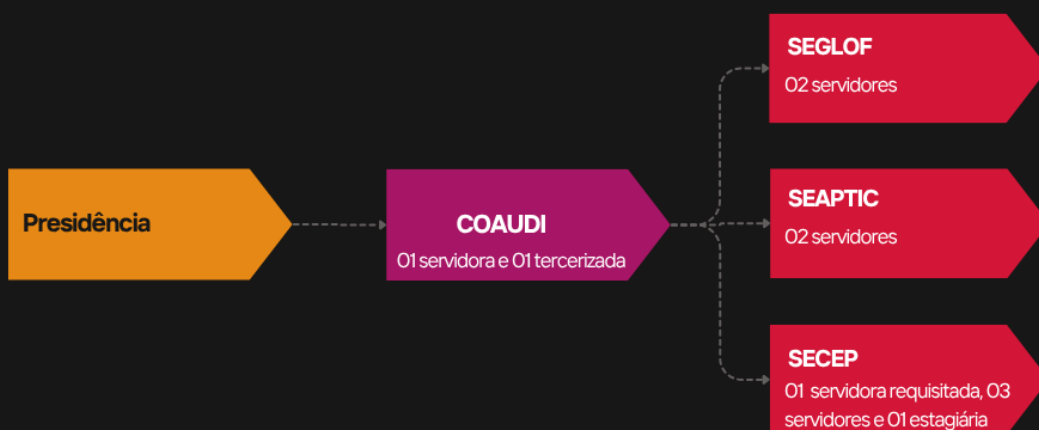 Presidência
COAUDI
01 servidora e 01 tercerizada
SEGLOF
02 servidores
SEAPTIC
02 servidores
SECEP
01 servidora requisitada, 03
servidores e 01 estagiária